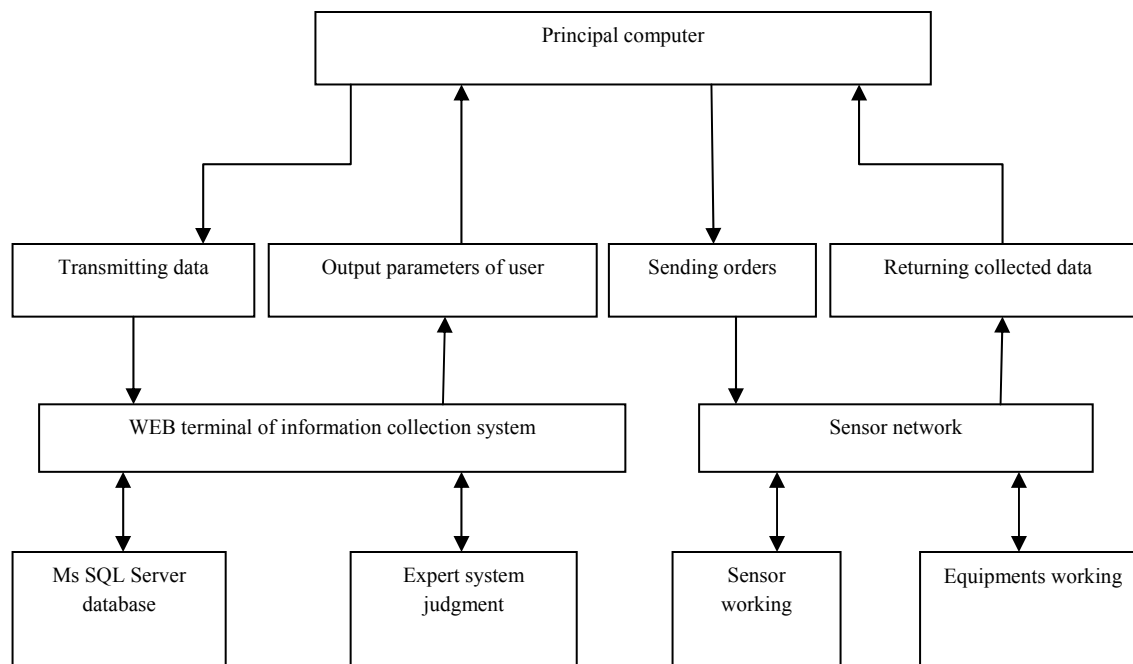 Principal computer
Transmitting data
Output parameters of user
Sending orders
Returning collected data
WEB terminal of information collection system
Sensor network
Ms SQL Server
database
Expert system
judgment
Sensor
working
Equipments working